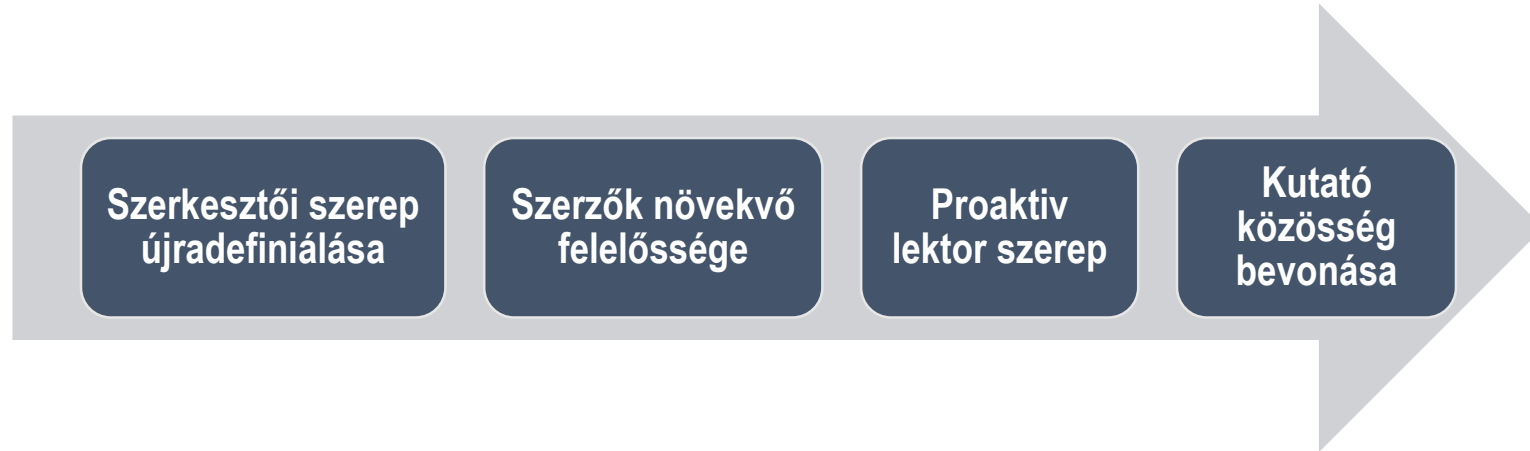 Szerkesztői szerep
újradefiniálása
Szerzők növekvő
felelőssége
Proaktiv
lektor szerep
Kutató
közösség
bevonása